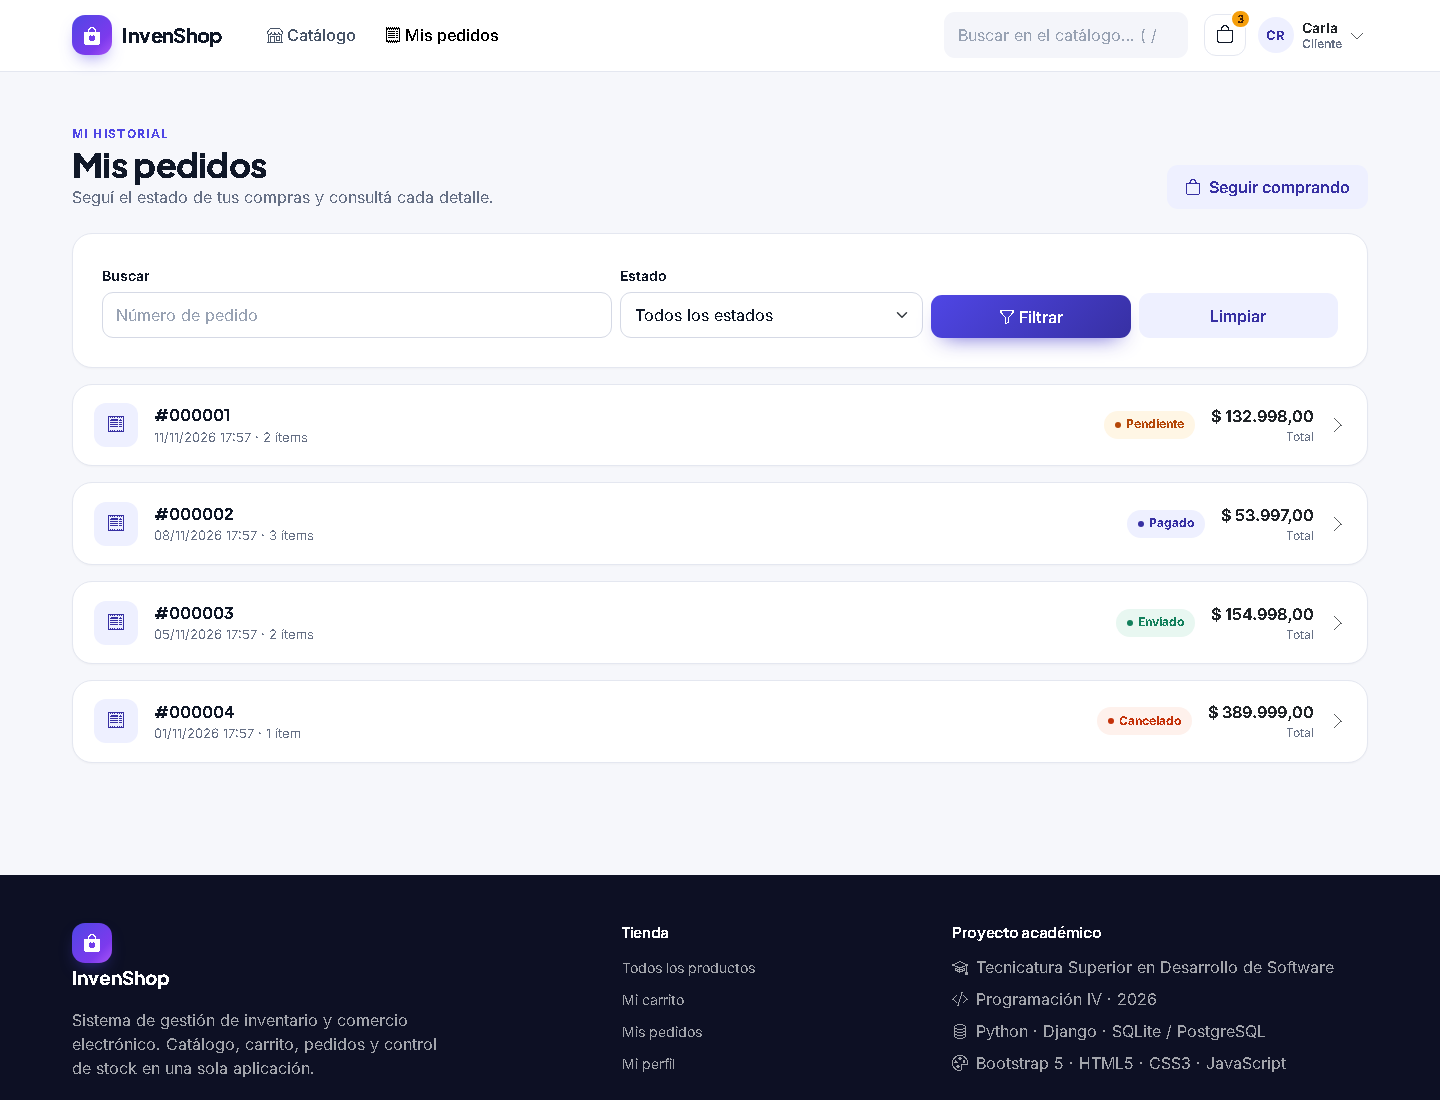 InvenShop
Catálogo
Mis pedidos
Buscar en el catálogo... ( /
3
CR
Carla
Cliente
MI HISTORIAL
Mis pedidos
Seguí el estado de tus compras y consultá cada detalle.
Seguir comprando
Buscar
Estado
Número de pedido
Todos los estados
Filtrar
Limpiar
#000001
11/11/2026 17:57 · 2 ítems
Pendiente
$ 132.998,00
Total
#000002
08/11/2026 17:57 · 3 ítems
Pagado
$ 53.997,00
Total
#000003
05/11/2026 17:57 · 2 ítems
Enviado
$ 154.998,00
Total
#000004
01/11/2026 17:57 · 1 ítem
Cancelado
$ 389.999,00
Total
InvenShop
Sistema de gestión de inventario y comercio
electrónico. Catálogo, carrito, pedidos y control
de stock en una sola aplicación.
Tienda
Todos los productos
Mi carrito
Mis pedidos
Mi perfil
Proyecto académico
Tecnicatura Superior en Desarrollo de Software
Programación IV · 2026
Python · Django · SQLite / PostgreSQL
Bootstrap 5 · HTML5 · CSS3 · JavaScript